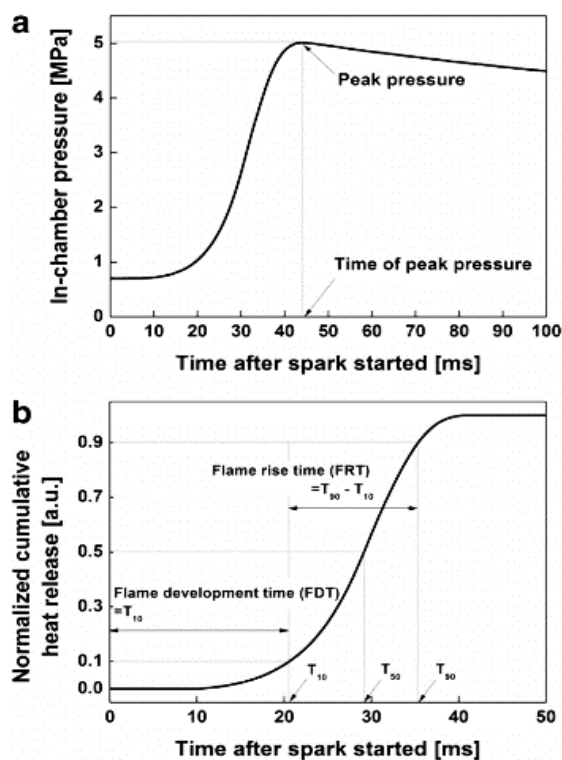 a
In-chamber pressure [MPa]
5
4
3
2
1
0
Peak pressure
Time of peak pressure
0 10 20 30 40 50 60 70 80 90 100
Time after spark started [ms]
b
Normalized cumulative
heat release [a.u.]
0.9
0.7
0.5
0.3
0.1
0.0
Flame rise time (FRT)
=T₉₀ - T₁₀
Flame development time (FDT)
=T₁₀
T₁₀ T₅₀ T₉₀
0 10 20 30 40 50
Time after spark started [ms]